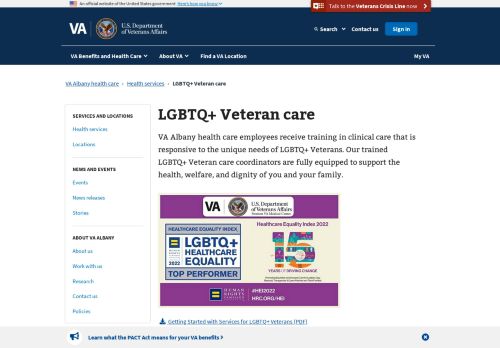 An official website of the United States government Here's how you know
Talk to the Veterans Crisis Line now
VA
U.S. Department
of Veterans Affairs
Search
Contact us
Sign in
VA Benefits and Health Care
About VA
Find a VA Location
My VA
VA Albany health care › Health services › LGBTQ+ Veteran care
SERVICES AND LOCATIONS
Health services
Locations
NEWS AND EVENTS
Events
News releases
Stories
ABOUT VA ALBANY
About us
Work with us
Research
Contact us
Policies
LGBTQ+ Veteran care
VA Albany health care employees receive training in clinical care that is
responsive to the unique needs of LGBTQ+ Veterans. Our trained
LGBTQ+ Veteran care coordinators are fully equipped to support the
health, welfare, and dignity of you and your family.
VA
U.S. Department
of Veterans Affairs
HEALTHCARE EQUALITY INDEX
LGBTQ+
HEALTHCARE
EQUALITY
2022
TOP PERFORMER
Healthcare Equality Index 2022
15
YEARS OF DRIVING CHANGE
HUMAN
RIGHTS
#HEI2022
HRC.ORG/HEI
Getting Started with Services for LGBTQ+ Veterans (PDF)
Learn what the PACT Act means for your VA benefits